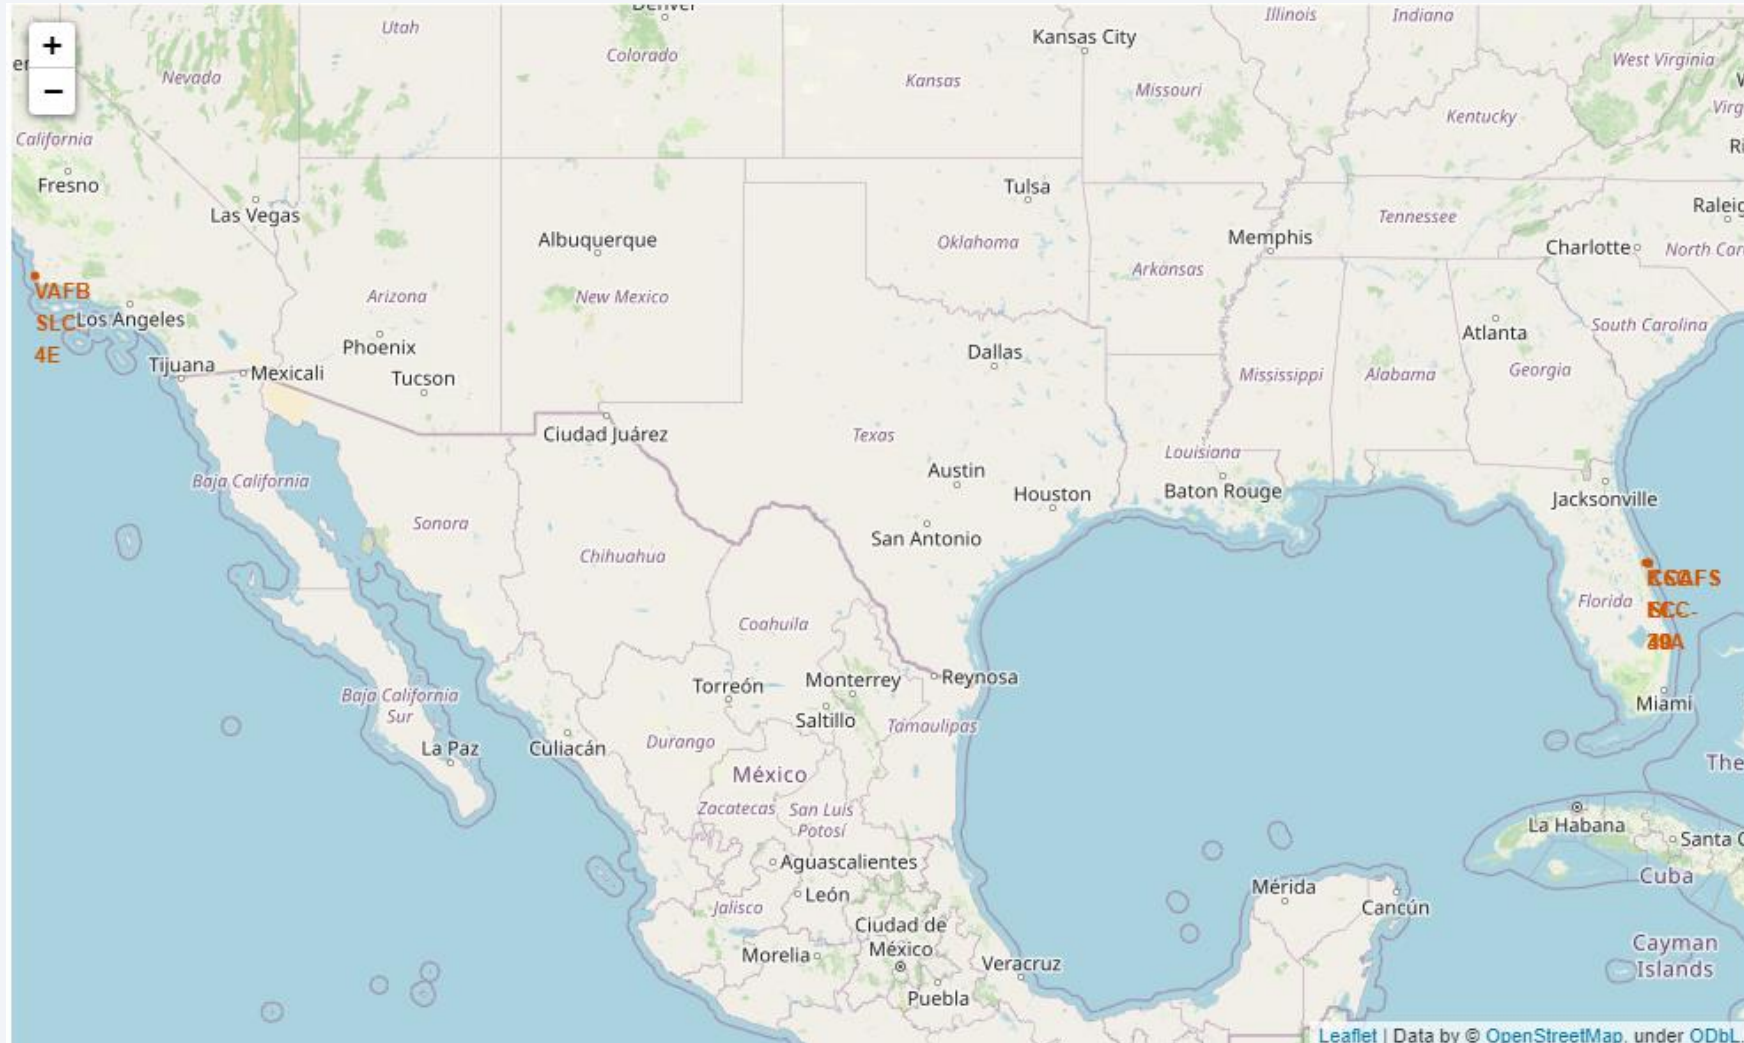 Denver
Utah
Illinois
Indiana
+
Kansas City
Colorado
West Virginia
Nevada
Kansas
Missouri
−
Kentucky
California
Fresno
Tulsa
Las Vegas
Tennessee
Memphis
Albuquerque
Oklahoma
Charlotte
Arkansas
VAFB
SLC-
4E
Los Angeles
Arizona
New Mexico
South Carolina
Atlanta
Phoenix
Dallas
Tijuana
Mexicali
Tucson
Mississippi
Alabama
Georgia
Ciudad Juárez
Texas
Louisiana
Austin
Baja California
Houston
Baton Rouge
Jacksonville
Sonora
San Antonio
Chihuahua
Florida
Coahuila
Reynosa
Torreón
Monterrey
Baja California
Sur
Miami
Saltillo
Tamaulipas
Durango
La Paz
Culiacán
México
The
Zacatecas
San Luis
Potosí
La Habana
Aguascalientes
Cuba
Mérida
León
Jalisco
Cancún
Ciudad de
México
Cayman
Islands
Morelia
Veracruz
Puebla
Leaflet | Data by © OpenStreetMap, under ODbL.